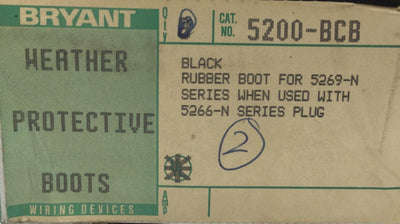 BRYANT
WEATHER
PROTECTIVE
BOOTS
WIRING DEVICES
QTY
CAT.
NO. 5200-BCB
BLACK
RUBBER BOOT FOR 5269-N
SERIES WHEN USED WITH
5266-N SERIES PLUG
2
Amp